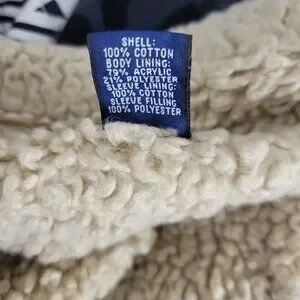 SHELL:
100% COTTON
BODY LINING:
79% ACRYLIC
21% POLYESTER
SLEEVE LINING:
100% COTTON
SLEEVE FILLING
100% POLYESTER